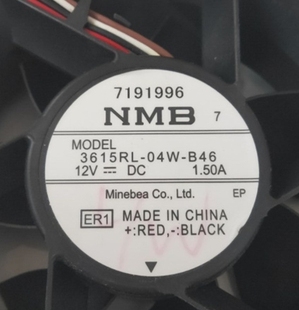 7191996
NMB 7
MODEL
3615RL-04W-B46
12V ⎓ DC 1.50A
Minebea Co., Ltd. EP
ER1 MADE IN CHINA
+:RED,-:BLACK